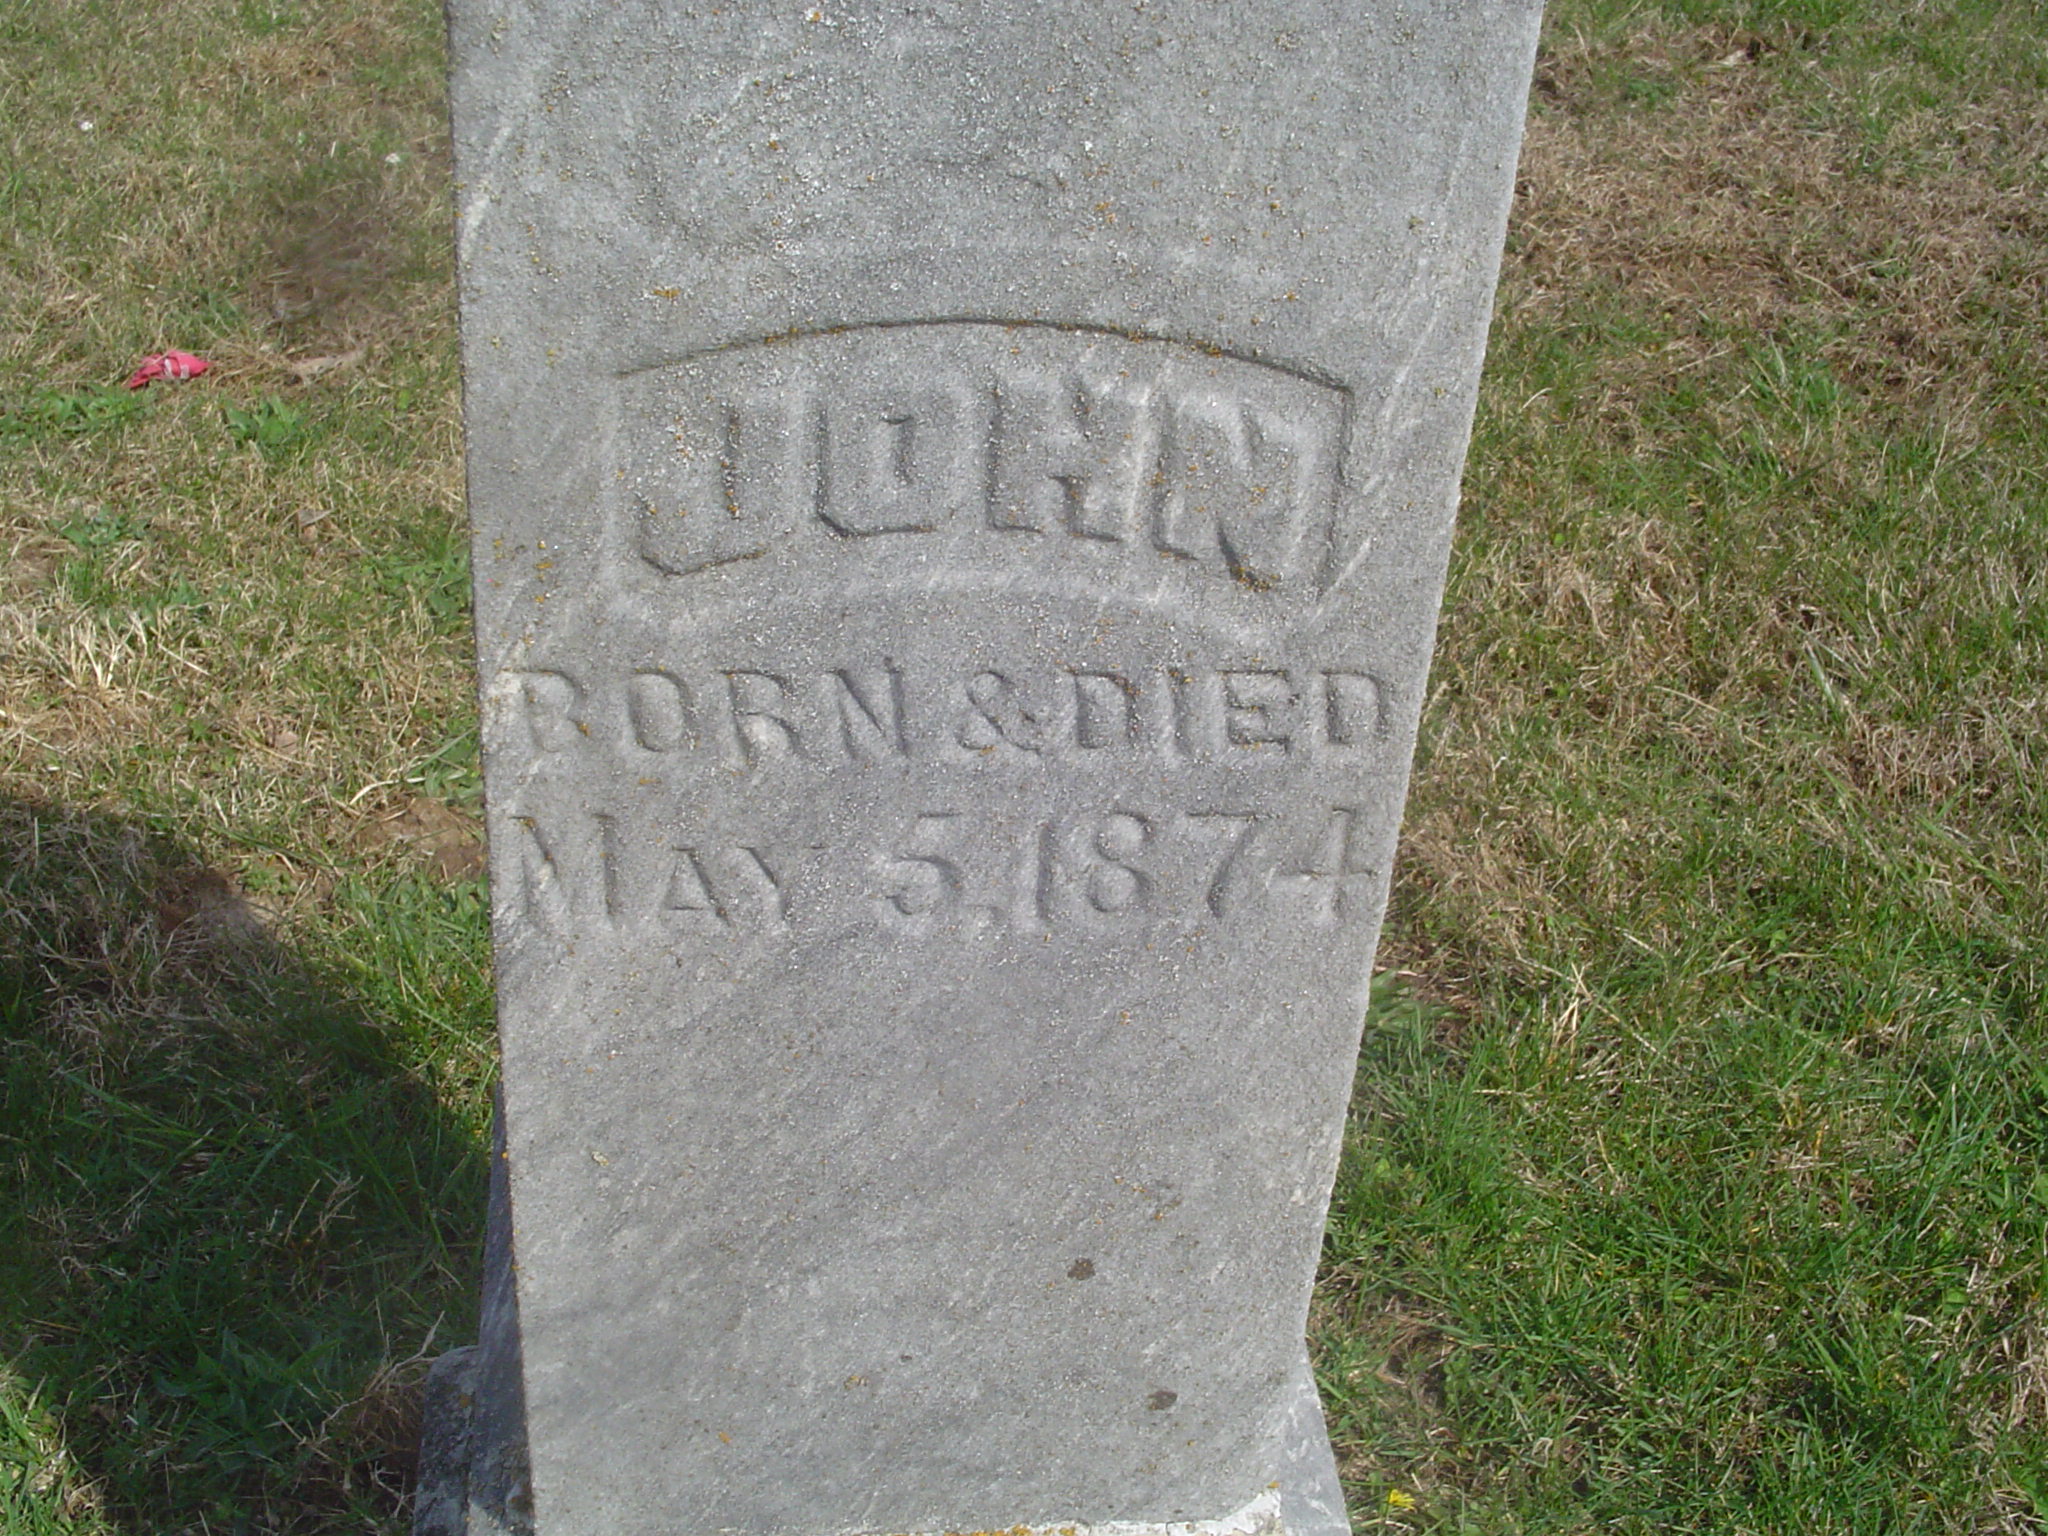 JOHN
BORN & DIED
MAY 5, 1874